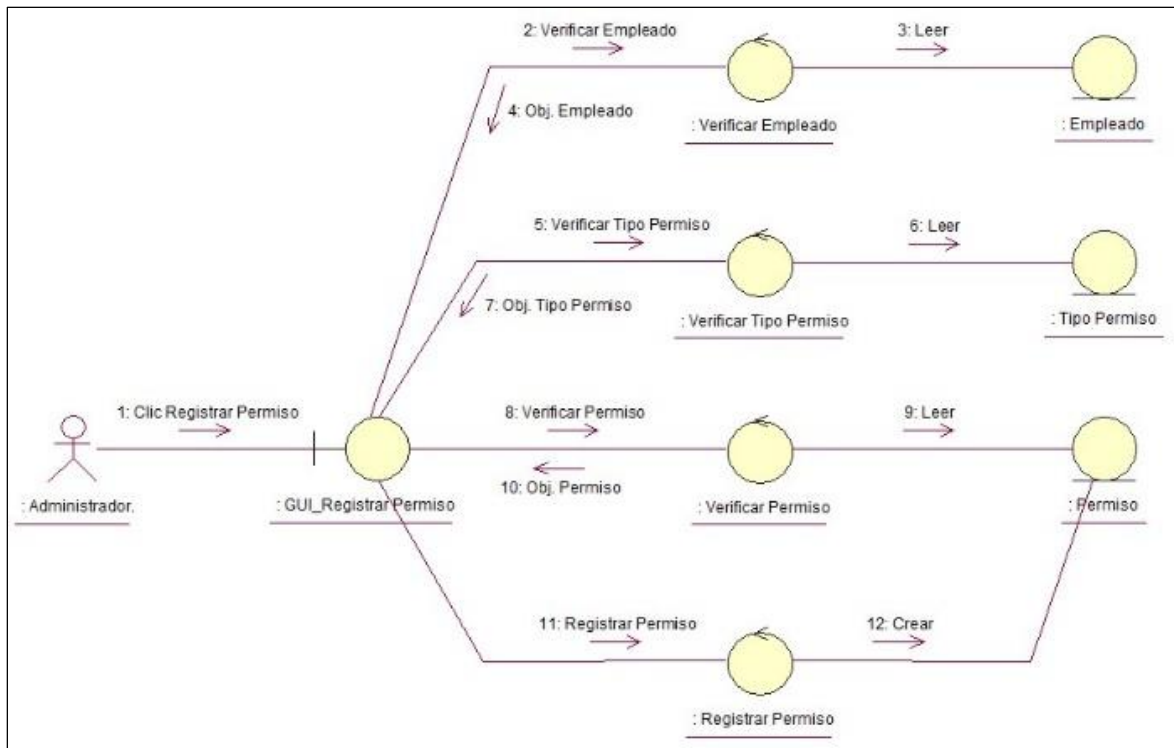 2: Verificar Empleado
3: Leer
4: Obj. Empleado
: Verificar Empleado
: Empleado
5: Verificar Tipo Permiso
6: Leer
7: Obj. Tipo Permiso
: Verificar Tipo Permiso
: Tipo Permiso
1: Clic Registrar Permiso
8: Verificar Permiso
9: Leer
10: Obj. Permiso
: Administrador.
: GUI_Registrar Permiso
: Verificar Permiso
: Permiso
11: Registrar Permiso
12: Crear
: Registrar Permiso